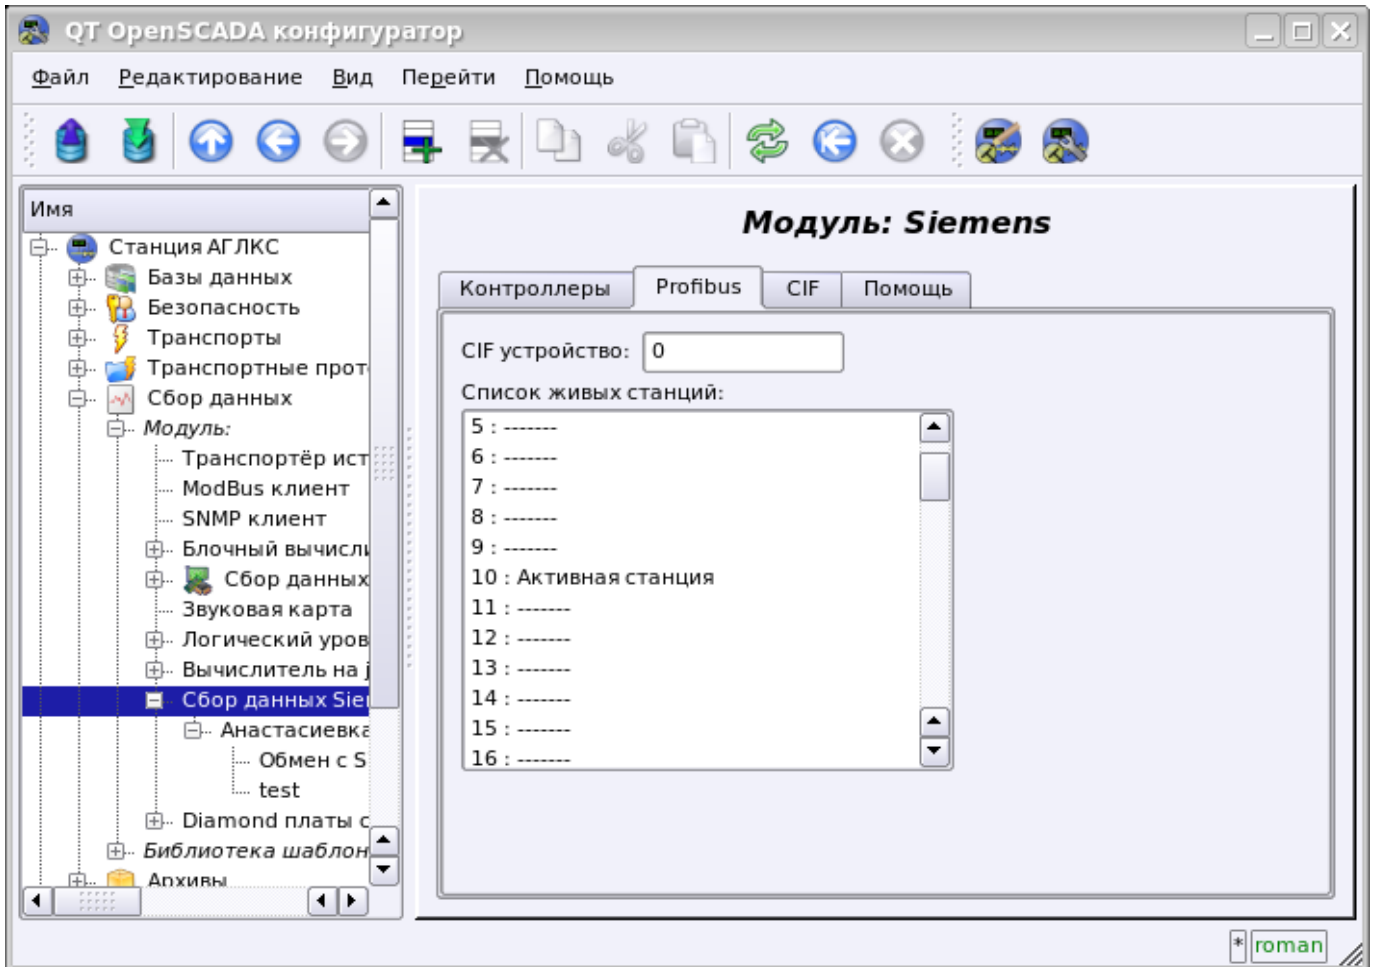 QT OpenSCADA конфигуратор
Файл Редактирование Вид Перейти Помощь
Имя
Станция АГЛКС
Базы данных
Безопасность
Транспорты
Транспортные прот
Сбор данных
Модуль:
Транспортёр ист
ModBus клиент
SNMP клиент
Блочный вычисли
Сбор данных
Звуковая карта
Логический уров
Вычислитель на j
Сбор данных Sie
Анастасиевка
Обмен с S
test
Diamond платы с
Библиотека шаблон
Архивы
Модуль: Siemens
Контроллеры Profibus CIF Помощь
CIF устройство: 0
Список живых станций:
5 : -------
6 : -------
7 : -------
8 : -------
9 : -------
10 : Активная станция
11 : -------
12 : -------
13 : -------
14 : -------
15 : -------
16 : -------
* roman